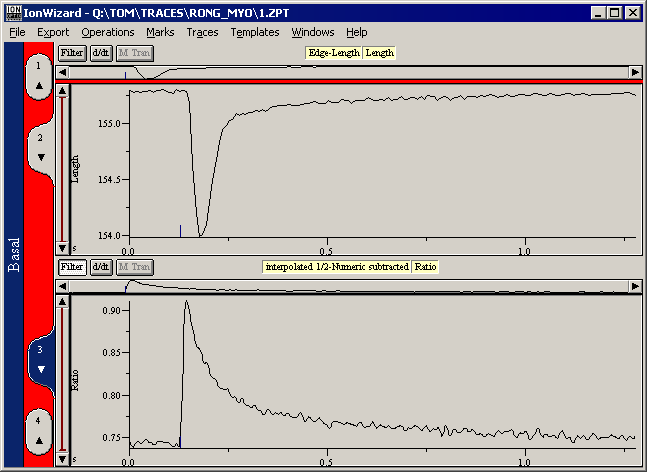 IonWizard - Q:\TOM\TRACES\RONG_MYO\1.ZPT
File Export Operations Marks Traces Templates Windows Help
Basal
1
2
3
4
Filter d/dt M Tran Edge-Length Length
Length
155.0
154.5
154.0
s 0.0 0.5 1.0
Filter d/dt M Tran interpolated 1/2-Numeric subtracted Ratio
Ratio
0.90
0.85
0.80
0.75
s 0.0 0.5 1.0